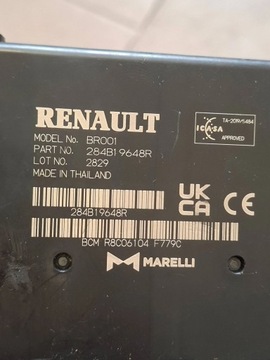 RENAULT
MODEL No. BR001
PART NO. 284B19648R
LOT NO. 2829
MADE IN THAILAND
ICASA
TA-2019/5484
APPROVED
UK
CA
CE
284B19648R
BCM R8C06104 F779C
MARELLI